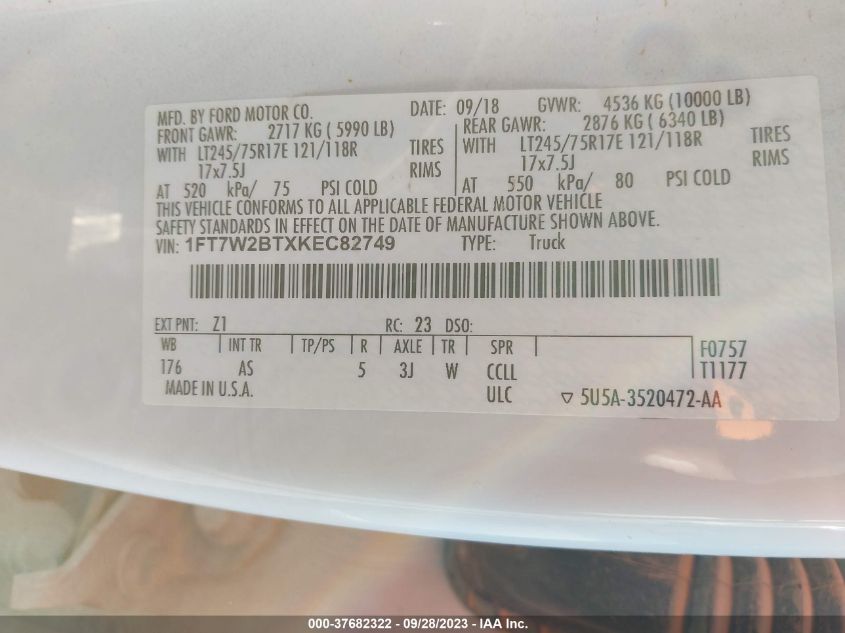 MFD. BY FORD MOTOR CO. DATE: 09/18 GVWR: 4536 KG (10000 LB)
FRONT GAWR: 2717 KG ( 5990 LB) REAR GAWR: 2876 KG ( 6340 LB)
WITH LT245/75R17E 121/118R TIRES WITH LT245/75R17E 121/118R TIRES
17x7.5J RIMS 17x7.5J RIMS
AT 520 kPa/ 75 PSI COLD AT 550 kPa/ 80 PSI COLD
THIS VEHICLE CONFORMS TO ALL APPLICABLE FEDERAL MOTOR VEHICLE
SAFETY STANDARDS IN EFFECT ON THE DATE OF MANUFACTURE SHOWN ABOVE.
VIN: 1FT7W2BTXKEC82749 TYPE: Truck
EXT PNT: Z1 RC: 23 DSO:
WB INT TR TP/PS R AXLE TR SPR F0757
176 AS 5 3J W CCLL T1177
MADE IN U.S.A. ULC ▽ 5U5A-3520472-AA
000-37682322 - 09/28/2023 - IAA Inc.